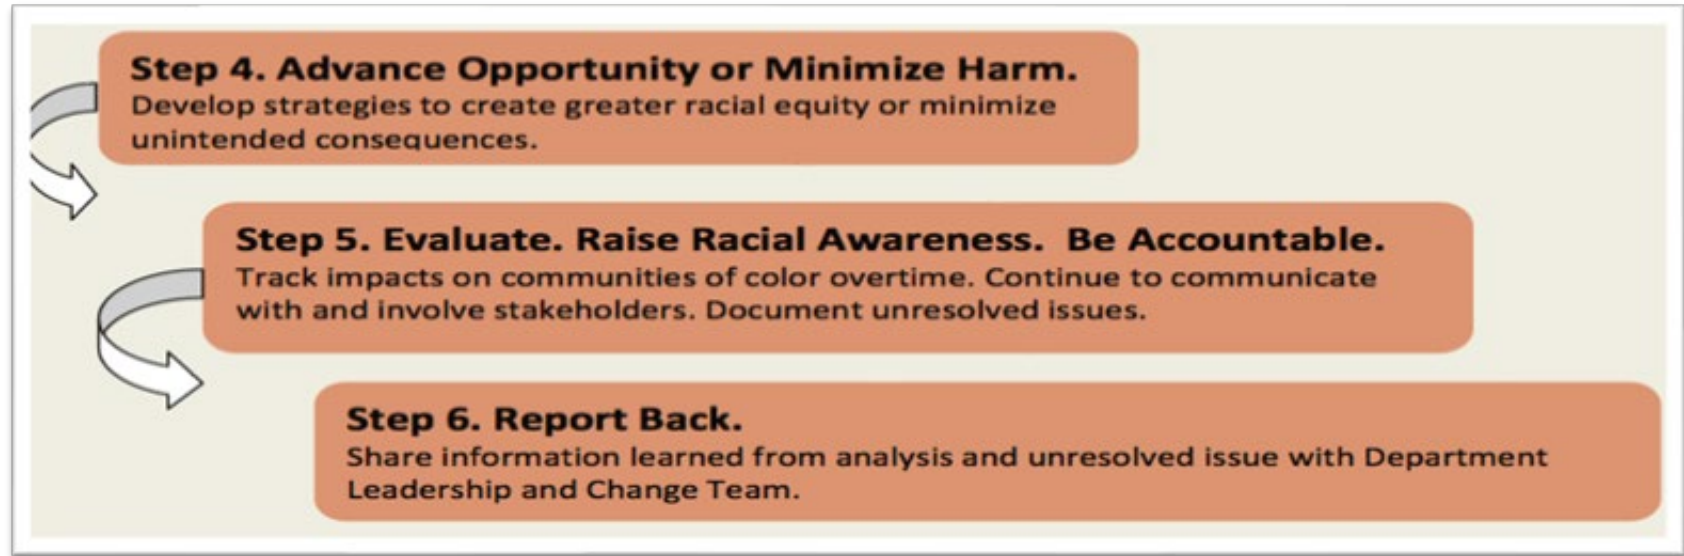 Step 4. Advance Opportunity or Minimize Harm.
Develop strategies to create greater racial equity or minimize
unintended consequences.
Step 5. Evaluate. Raise Racial Awareness.  Be Accountable.
Track impacts on communities of color overtime. Continue to communicate
with and involve stakeholders. Document unresolved issues.
Step 6. Report Back.
Share information learned from analysis and unresolved issue with Department
Leadership and Change Team.